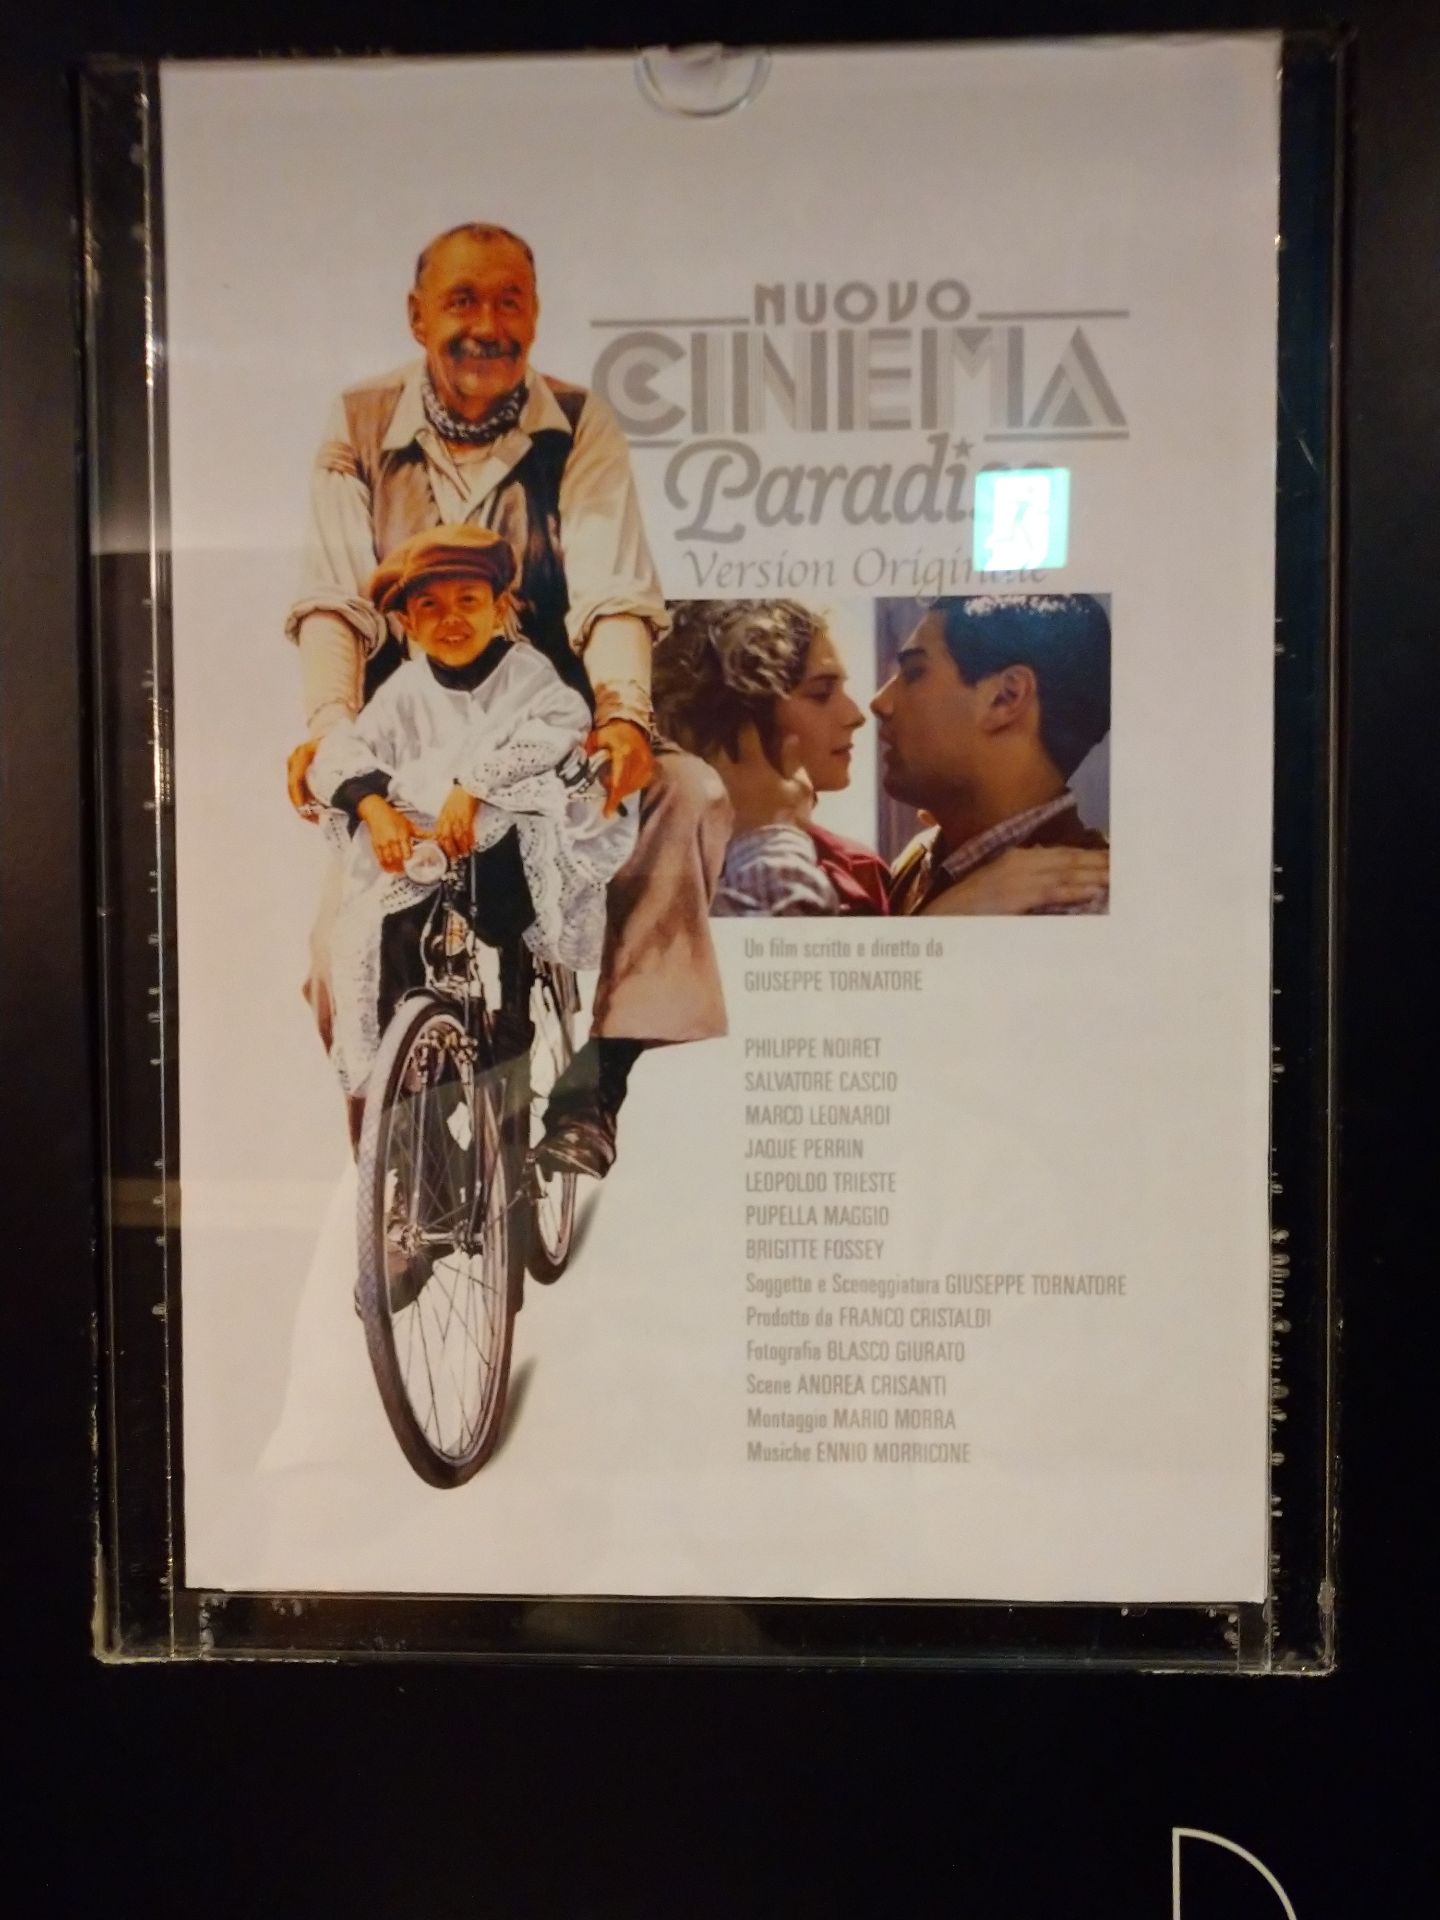 NUOVO
CINEMA
Paradiso
Version Originale
Un film scritto e diretto da
GIUSEPPE TORNATORE
PHILIPPE NOIRET
SALVATORE CASCIO
MARCO LEONARDI
JAQUE PERRIN
LEOPOLDO TRIESTE
PUPELLA MAGGIO
BRIGITTE FOSSEY
Soggetto e Sceneggiatura GIUSEPPE TORNATORE
Prodotto da FRANCO CRISTALDI
Fotografia BLASCO GIURATO
Scene ANDREA CRISANTI
Montaggio MARIO MORRA
Musiche ENNIO MORRICONE